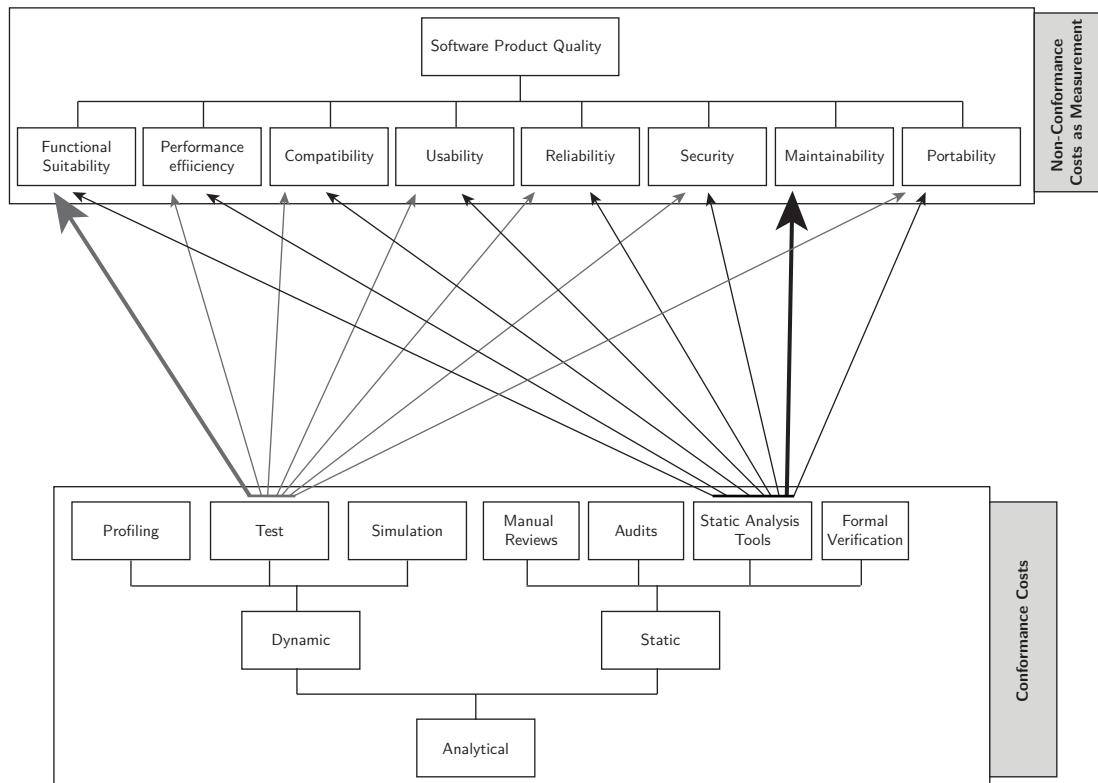 Software Product Quality
Non-Conformance
Costs as Measurement
Functional
Suitability
Performance
effiiciency
Compatibility
Usability
Reliabilitiy
Security
Maintainability
Portability
Profiling
Test
Simulation
Manual
Reviews
Audits
Static Analysis
Tools
Formal
Verification
Dynamic
Static
Analytical
Conformance Costs